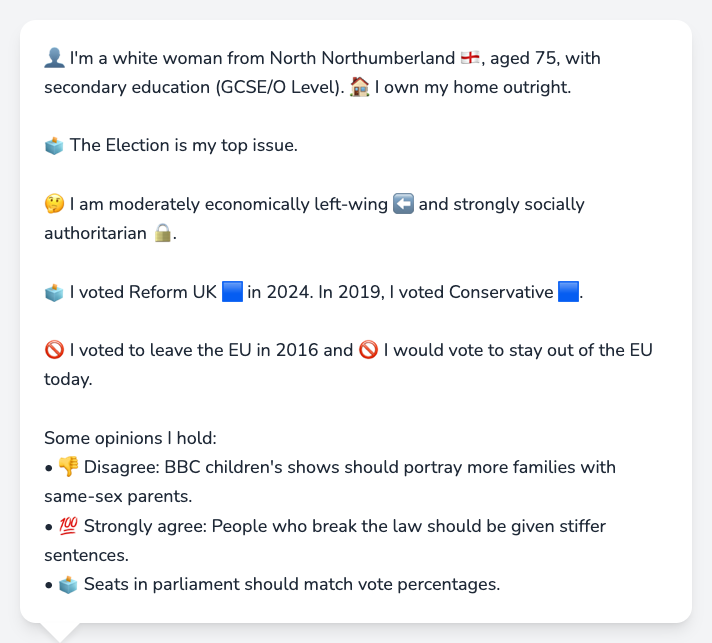 👤 I'm a white woman from North Northumberland 🏴󠁧󠁢󠁥󠁮󠁧󠁿, aged 75, with
secondary education (GCSE/O Level). 🏠 I own my home outright.
🗳️ The Election is my top issue.
🤔 I am moderately economically left-wing ⬅️ and strongly socially
authoritarian 🔒.
🗳️ I voted Reform UK 🟦 in 2024. In 2019, I voted Conservative 🟦.
🚫 I voted to leave the EU in 2016 and 🚫 I would vote to stay out of the EU
today.
Some opinions I hold:
• 👎 Disagree: BBC children's shows should portray more families with
same-sex parents.
• 💯 Strongly agree: People who break the law should be given stiffer
sentences.
• 🗳️ Seats in parliament should match vote percentages.